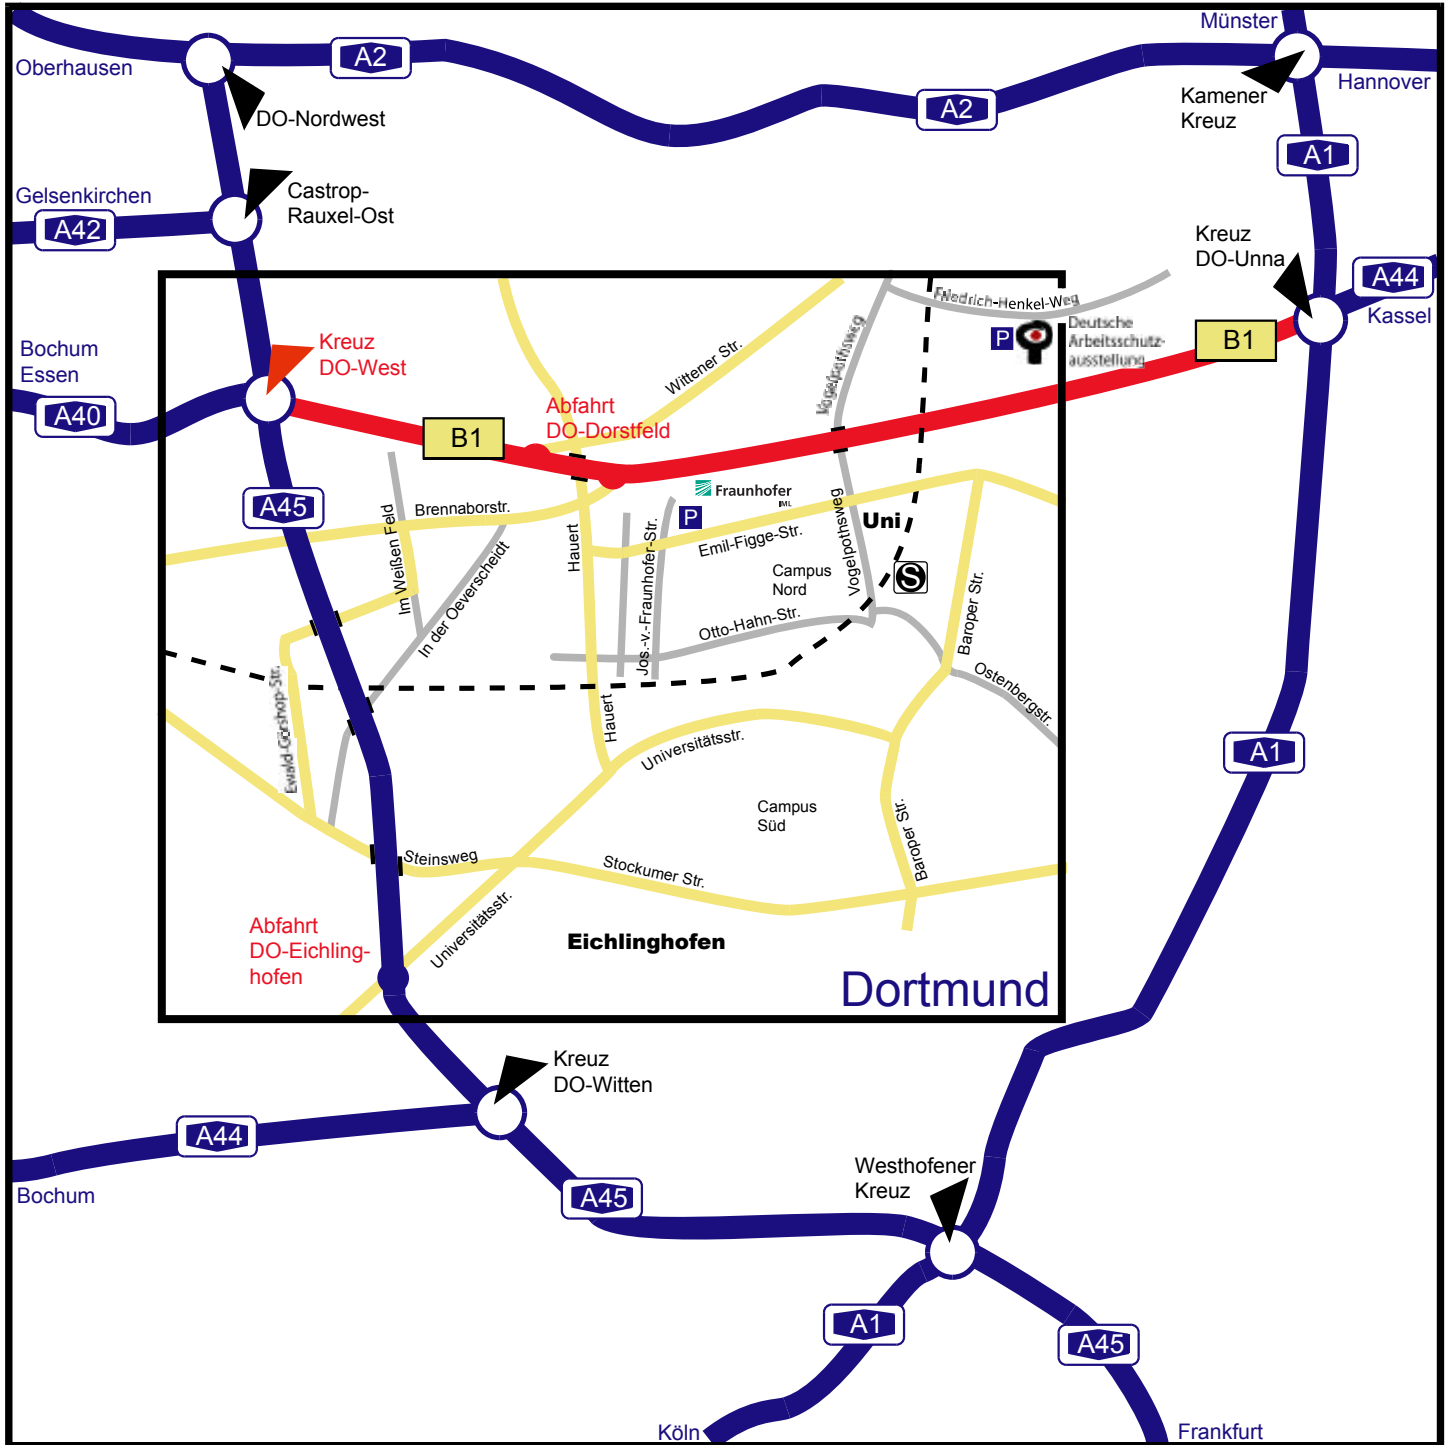 Münster
Oberhausen
A2
A2
Hannover
DO-Nordwest
Kamener
Kreuz
A1
Gelsenkirchen
A42
Castrop-
Rauxel-Ost
Kreuz
DO-Unna
A44
Kassel
Friedrich-Henkel-Weg
Vogelpothsweg
P
Deutsche
Arbeitsschutz-
ausstellung
B1
Bochum
Essen
A40
Kreuz
DO-West
Wittener Str.
Abfahrt
DO-Dorstfeld
B1
A45
Brennaborstr.
Im Weißen Feld
In der Oeverscheidt
Hauert
Jos.-v.-Fraunhofer-Str.
P
Fraunhofer
IML
Emil-Figge-Str.
Vogelpothsweg
Uni
S
Campus
Nord
Otto-Hahn-Str.
Baroper Str.
Ostenbergstr.
Ewald-Görshop-Str.
Hauert
Universitätsstr.
A1
Campus
Süd
Baroper Str.
Steinsweg
Stockumer Str.
Universitätsstr.
Abfahrt
DO-Eichling-
hofen
Eichlinghofen
Dortmund
Kreuz
DO-Witten
A44
Bochum
A45
Westhofener
Kreuz
A1
A45
Köln
Frankfurt